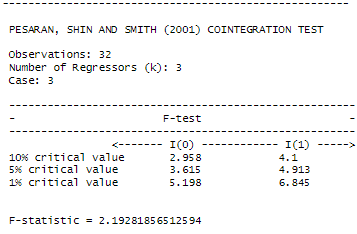 ------------------------------------------------------
PESARAN, SHIN AND SMITH (2001) COINTEGRATION TEST
Observations: 32
Number of Regressors (k): 3
Case: 3
------------------------------------------------------
- F-test -
------------------------------------------------------
<------- I(0) ------------ I(1) ----->
10% critical value 2.958 4.1
5% critical value 3.615 4.913
1% critical value 5.198 6.845
F-statistic = 2.19281856512594